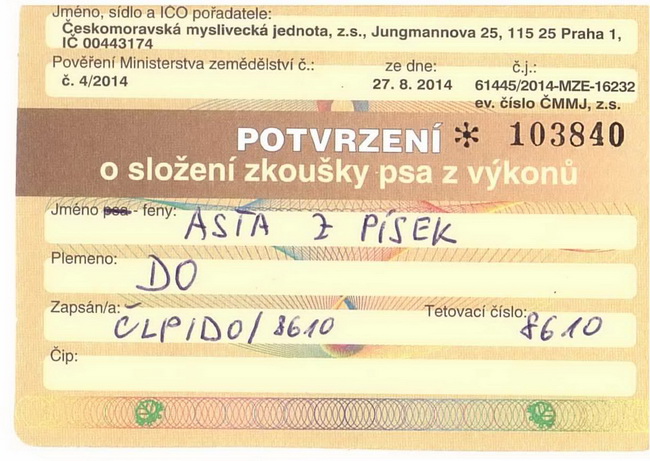 Jméno, sídlo a IČO pořadatele:
Českomoravská myslivecká jednota, z.s., Jungmannova 25, 115 25 Praha 1,
IČ 00443174
Pověření Ministerstva zemědělství č.: ze dne: č.j.:
č. 4/2014 27. 8. 2014 61445/2014-MZE-16232
ev. číslo ČMMJ, z.s.
POTVRZENÍ * 103840
o složení zkoušky psa z výkonů
Jméno psa - feny: ASTA Z PÍSEK
Plemeno: DO
Zapsán/a: ČLP/DO/8610 Tetovací číslo: 8610
Čip: